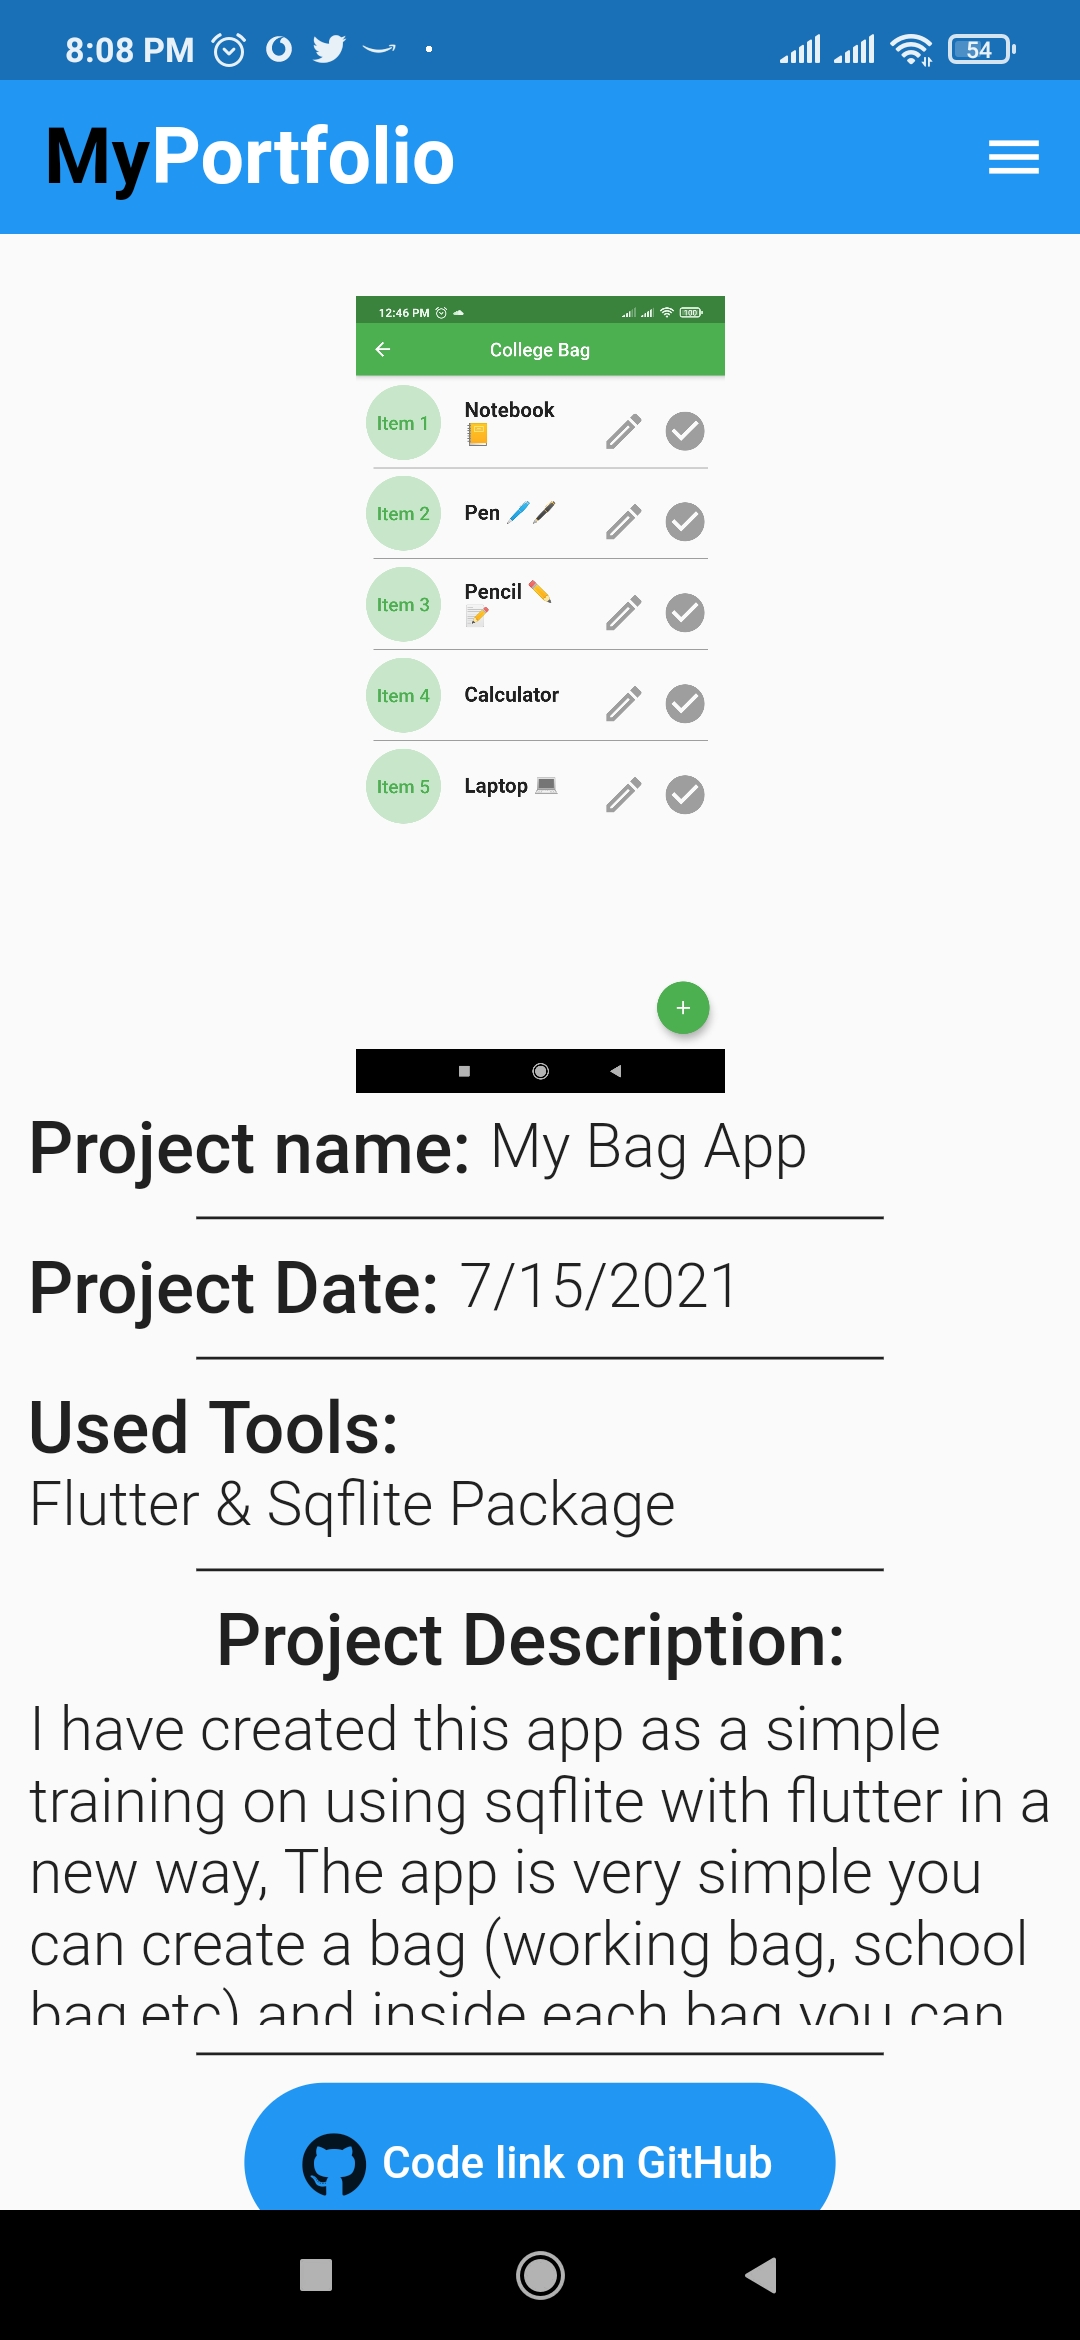 8:08 PM 54
MyPortfolio
12:46 PM 100
College Bag
Item 1 Notebook
Item 2 Pen
Item 3 Pencil
Item 4 Calculator
Item 5 Laptop
+
Project name: My Bag App
Project Date: 7/15/2021
Used Tools:
Flutter & Sqflite Package
Project Description:
I have created this app as a simple
training on using sqflite with flutter in a
new way, The app is very simple you
can create a bag (working bag, school
bag etc) and inside each bag you can
Code link on GitHub